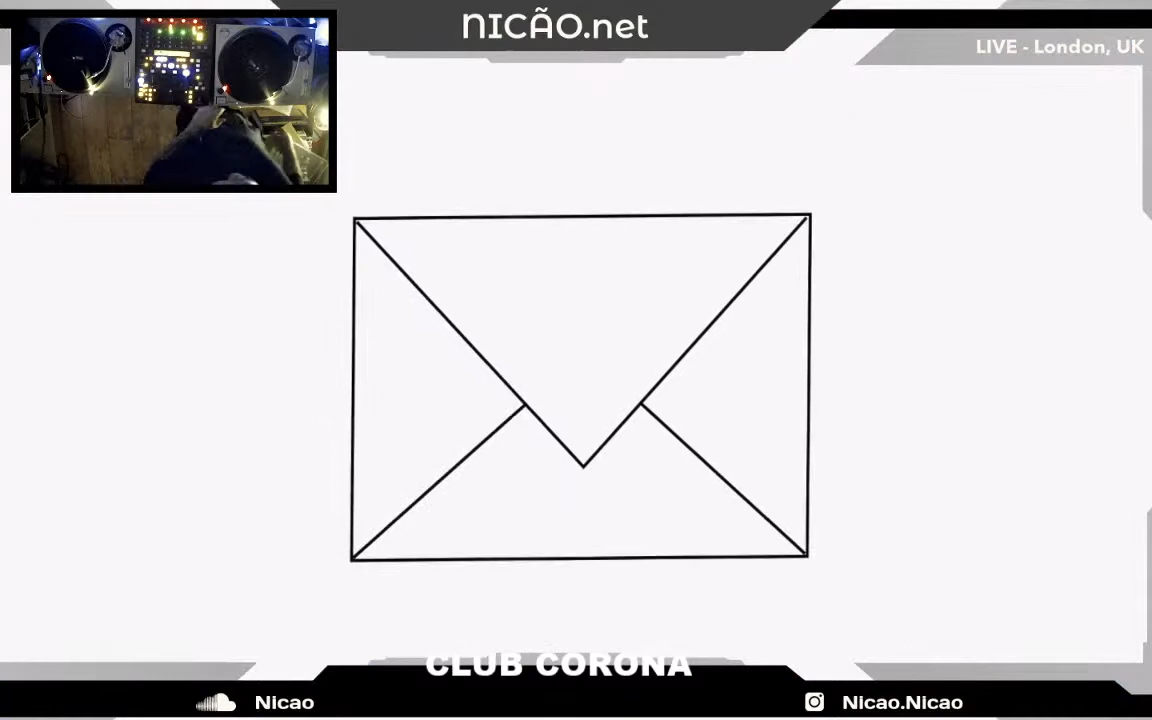 NICÃO.net
LIVE - London, UK
CLUB CORONA
Nicao
Nicao.Nicao